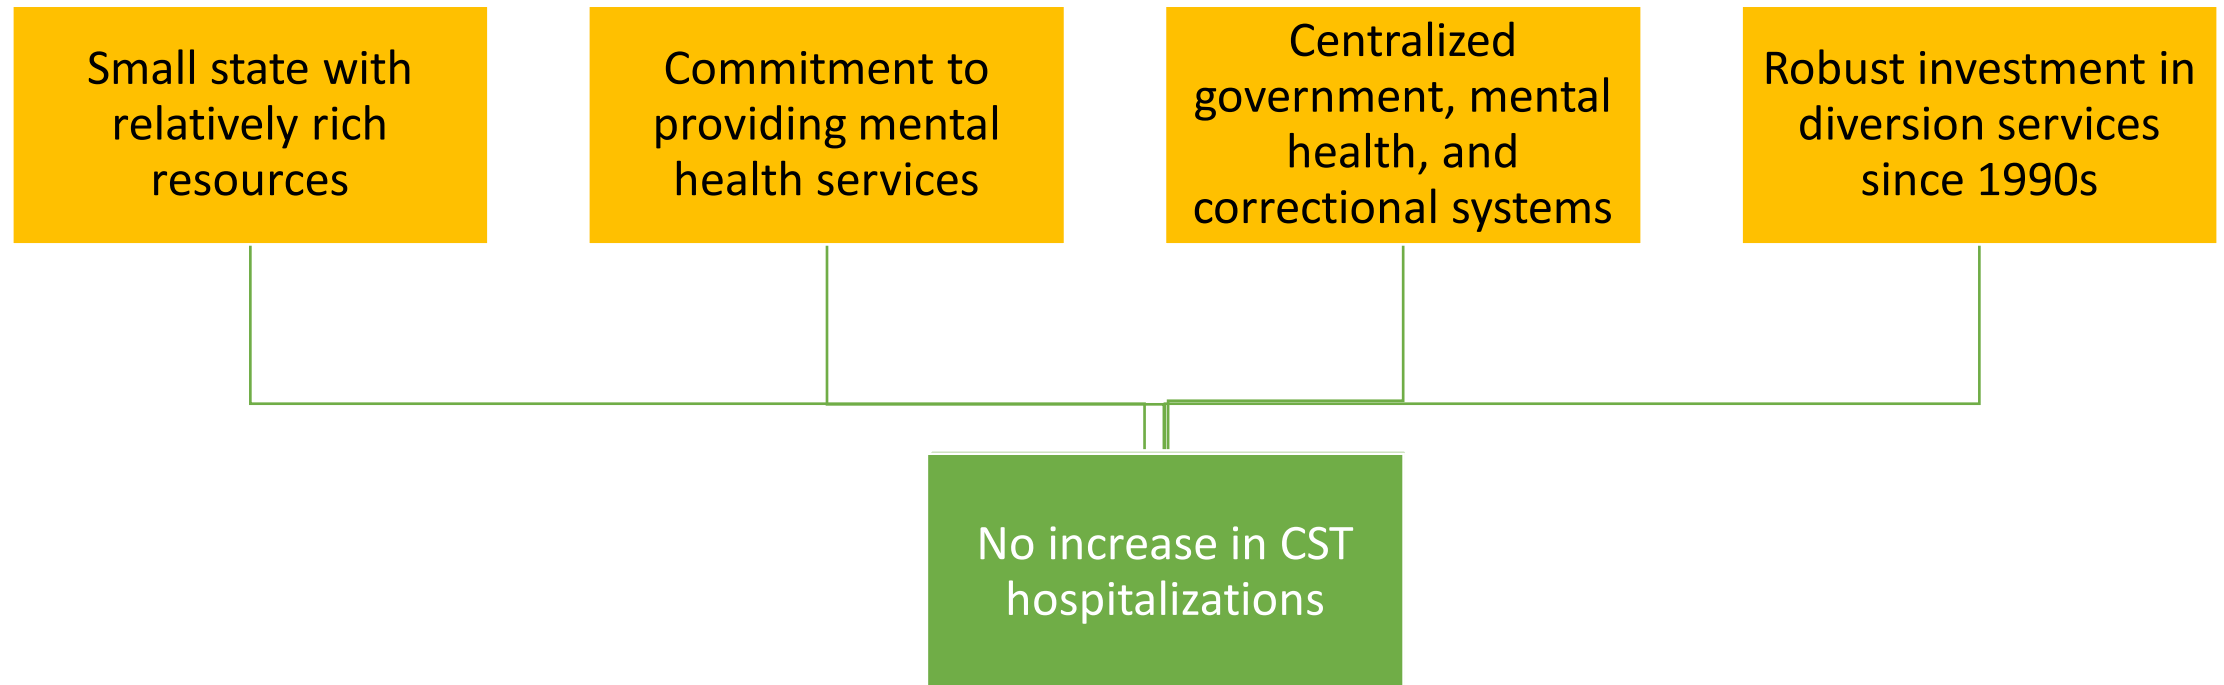 Small state with
relatively rich
resources
Commitment to
providing mental
health services
Centralized
government, mental
health, and
correctional systems
Robust investment in
diversion services
since 1990s
No increase in CST
hospitalizations